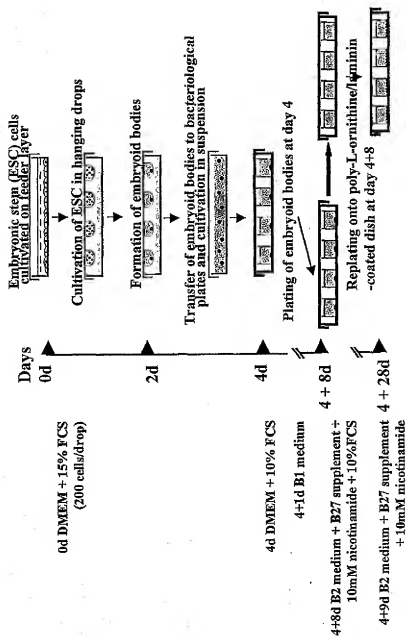 Embryonic stem (ESC) cells
cultivated on feeder layer
Cultivation of ESC in hanging drops
Formation of embryoid bodies
Transfer of embryoid bodies to bacteriological
plates and cultivation in suspension
Plating of embryoid bodies at day 4
Replating onto poly-L-ornithine/laminin
-coated dish at day 4+8
Days
0d
2d
4d
4 + 8d
4 + 28d
0d DMEM + 15% FCS
(200 cells/drop)
4d DMEM + 10% FCS
4+1d B1 medium
4+8d B2 medium + B27 supplement +
10mM nicotinamide + 10%FCS
4+9d B2 medium + B27 supplement
+ 10mM nicotinamide